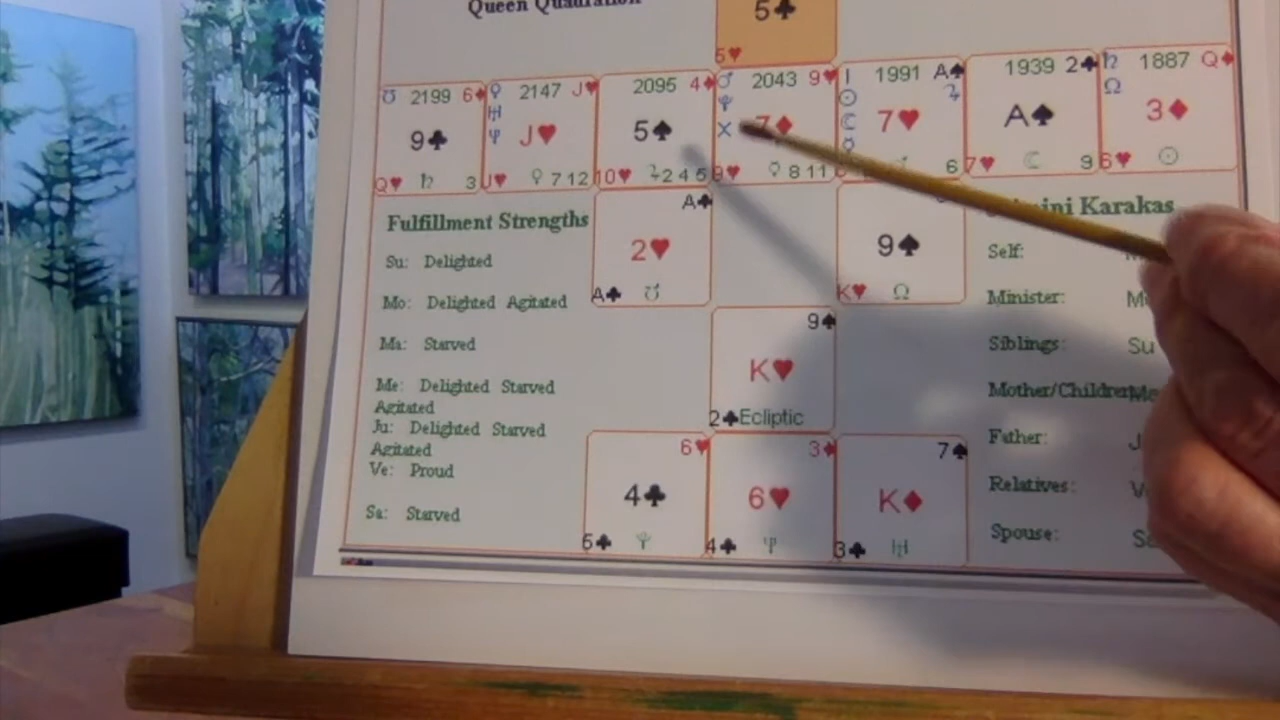 Queen Quadration
5♣
5♥
☋ 2199 6♦
9♣
Q♥ ♄ 3
♀ 2147 J♥
♅
♆
J♥
J♥ ♀ 7 12
2095 4♦
5♠
10♥ ♃ 2 4 5
♂ 2043 9♥
7♦
9♥ ♀ 8 11
I 1991 A♠
☉ ♃
☾ 7♥
☿
6
1939 2♣
A♠
7♥ ☾ 9
♄ 1887 Q♦
☊
3♦
6♥ ☉
Fulfillment Strengths
Su: Delighted
Mo: Delighted Agitated
Ma: Starved
Me: Delighted Starved
Agitated
Ju: Delighted Starved
Agitated
Ve: Proud
Sa: Starved
A♣
2♥
A♣ ☋
9♠
K♥ ☊
9♠
K♥
2♣ Ecliptic
6♥
4♣
5♣
3♦
6♥
4♣ ♆
7♠
K♦
3♣ ♅
Karakas
Self:
Minister:
Siblings: Su
Mother/Children: Me
Father:
Relatives:
Spouse: